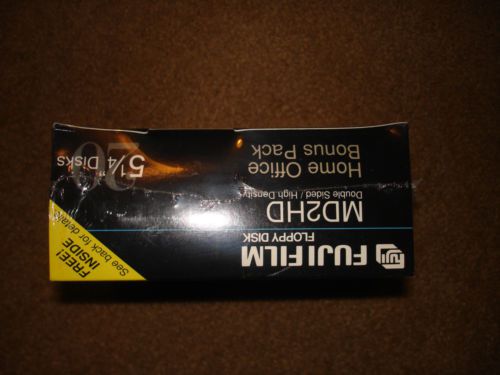 FUJI
FUJIFILM
FLOPPY DISK
MD2HD
Double Sided / High Density
Home Office
Bonus Pack
20
5¼" Disks
FREE!
INSIDE
See back for details